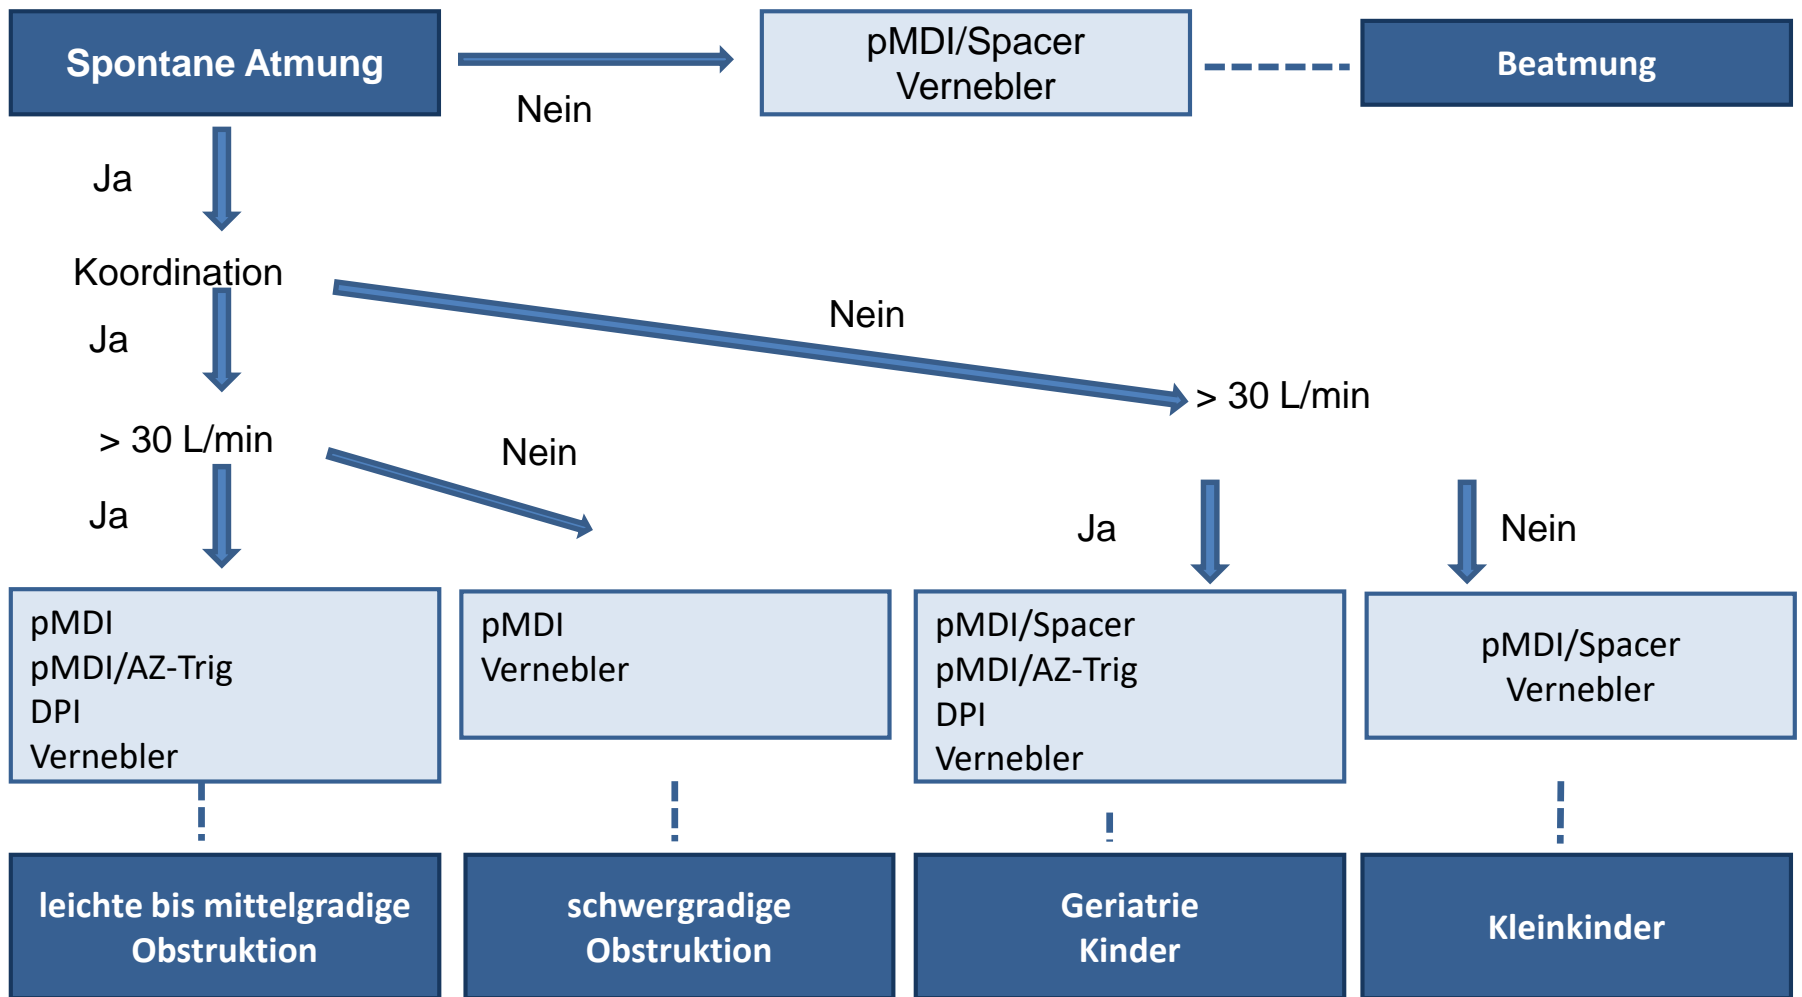 Spontane Atmung
Nein
pMDI/Spacer
Vernebler
Beatmung
Ja
Koordination
Nein
Ja
> 30 L/min
> 30 L/min
Nein
Ja
Ja
Nein
pMDI
pMDI/AZ-Trig
DPI
Vernebler
pMDI
Vernebler
pMDI/Spacer
pMDI/AZ-Trig
DPI
Vernebler
pMDI/Spacer
Vernebler
leichte bis mittelgradige
Obstruktion
schwergradige
Obstruktion
Geriatrie
Kinder
Kleinkinder